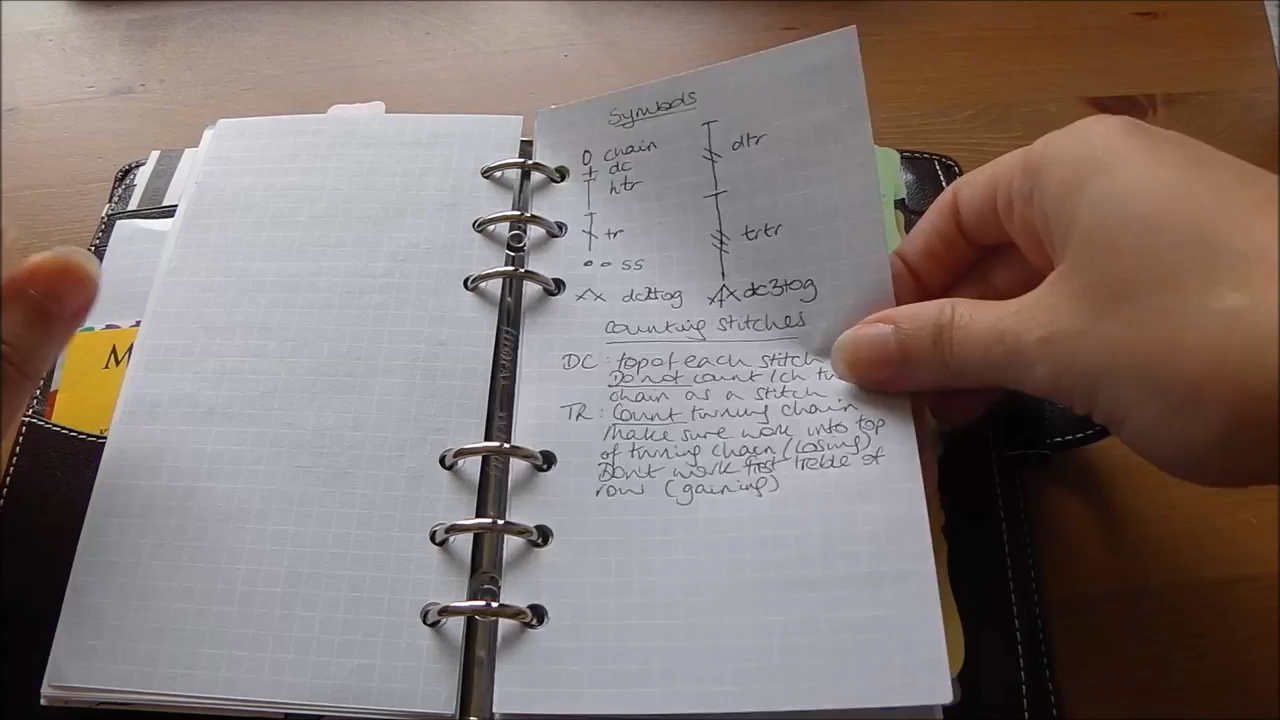 Symbols
chain
dc
htr
tr
ss
dc2tog
dtr
trtr
dc3tog
Counting stitches
DC : top of each stitch
Do not count 1ch tu
chain as a stitch
TR : Count turning chain
Make sure work into top
of turning chain (losing)
Don't work first treble of
row (gaining)
M